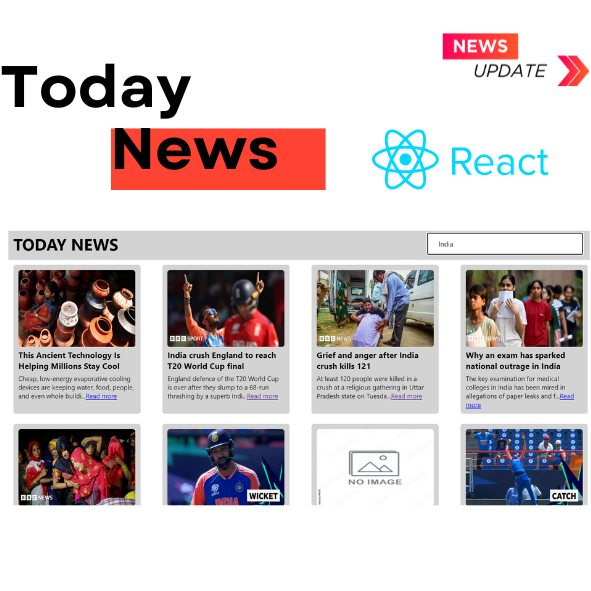 NEWS
UPDATE
Today
News
React
TODAY NEWS
India
BBC SPORT
BBC NEWS
BBC NEWS
This Ancient Technology Is
Helping Millions Stay Cool
Cheap, low-energy evaporative cooling
devices are keeping water, food, people,
and even whole buildi...Read more
India crush England to reach
T20 World Cup final
England defence of the T20 World Cup
is over after they slump to a 68-run
thrashing by a superb Indi...Read more
Grief and anger after India
crush kills 121
At least 120 people were killed in a
crush at a religious gathering in Uttar
Pradesh state on Tuesda...Read more
Why an exam has sparked
national outrage in India
The key examination for medical
colleges in India has been mired in
allegations of paper leaks and f...Read
more
BBC NEWS
INDIA
WICKET
NO IMAGE
CATCH